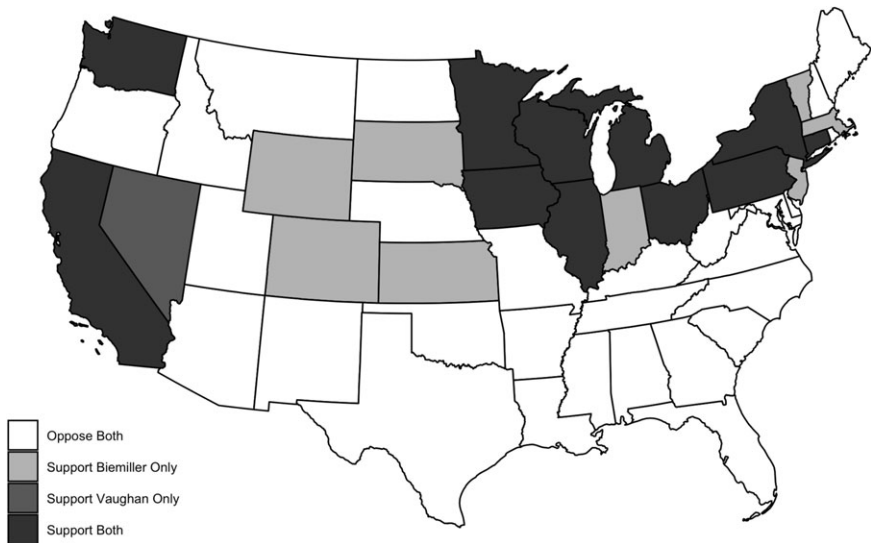 Oppose Both
Support Biemiller Only
Support Vaughan Only
Support Both